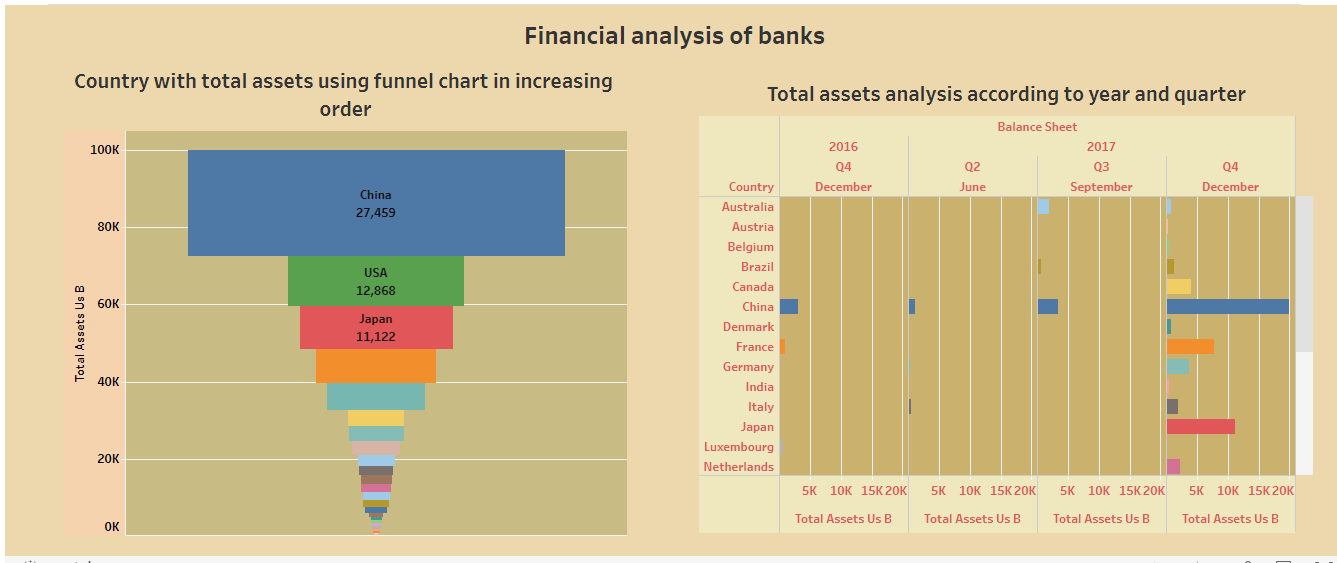 Financial analysis of banks
Country with total assets using funnel chart in increasing
order
100K
80K
60K
40K
20K
0K
Total Assets Us B
China
27,459
USA
12,868
Japan
11,122
Total assets analysis according to year and quarter
Balance Sheet
2016 2017
Q4 Q2 Q3 Q4
Country December June September December
Australia
Austria
Belgium
Brazil
Canada
China
Denmark
France
Germany
India
Italy
Japan
Luxembourg
Netherlands
5K 10K 15K 20K 5K 10K 15K 20K 5K 10K 15K 20K 5K 10K 15K 20K
Total Assets Us B Total Assets Us B Total Assets Us B Total Assets Us B